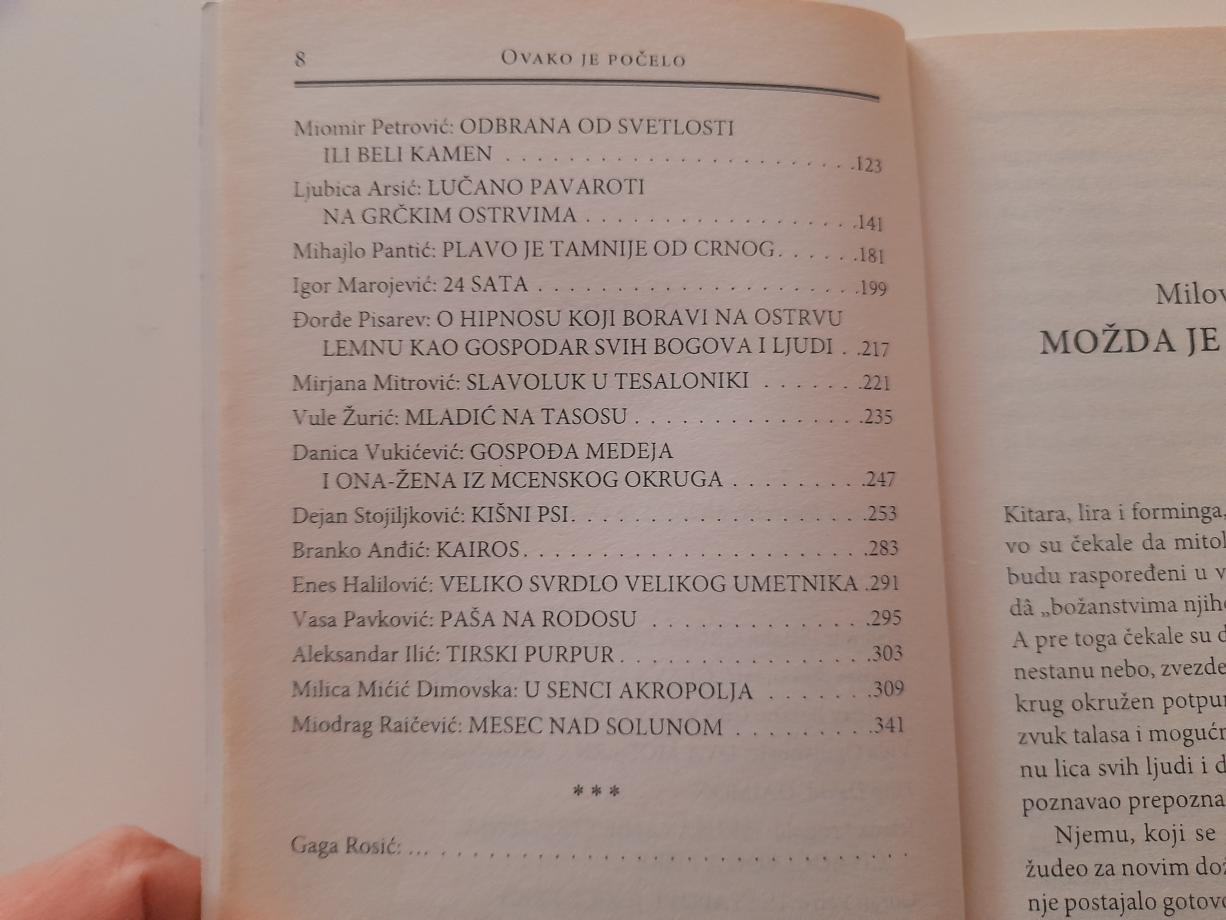 8 OVAKO JE POČELO
Miomir Petrović: ODBRANA OD SVETLOSTI
ILI BELI KAMEN . . . . . . . . . . . . . . . . . . . . . . .123
Ljubica Arsić: LUČANO PAVAROTI
NA GRČKIM OSTRVIMA . . . . . . . . . . . . . . . . . .141
Mihajlo Pantić: PLAVO JE TAMNIJE OD CRNOG. . . . . .181
Igor Marojević: 24 SATA . . . . . . . . . . . . . . . . . . . . .199
Đorđe Pisarev: O HIPNOSU KOJI BORAVI NA OSTRVU
LEMNU KAO GOSPODAR SVIH BOGOVA I LJUDI . .217
Mirjana Mitrović: SLAVOLUK U TESALONIKI . . . . . . .221
Vule Žurić: MLADIĆ NA TASOSU . . . . . . . . . . . . . . .235
Danica Vukićević: GOSPOĐA MEDEJA
I ONA-ŽENA IZ MCENSKOG OKRUGA . . . . . . . . .247
Dejan Stojiljković: KIŠNI PSI. . . . . . . . . . . . . . . . . . .253
Branko Anđić: KAIROS. . . . . . . . . . . . . . . . . . . . . .283
Enes Halilović: VELIKO SVRDLO VELIKOG UMETNIKA .291
Vasa Pavković: PAŠA NA RODOSU . . . . . . . . . . . . . .295
Aleksandar Ilić: TIRSKI PURPUR. . . . . . . . . . . . . . . .303
Milica Mićić Dimovska: U SENCI AKROPOLJA . . . . . . .309
Miodrag Raičević: MESEC NAD SOLUNOM . . . . . . . . .341
***
Gaga Rosić: ... . . . . . . . . . . . . . . . . . . . . . . . . . . . . .
Milov
MOŽDA JE
Kitara, lira i forminga,
vo su čekale da mitol
budu raspoređeni u v
dâ „božanstvima njiho
A pre toga čekale su d
nestanu nebo, zvezde
krug okružen potpur
zvuk talasa i mogućn
nu lica svih ljudi i d
poznavao prepozna
Njemu, koji se
žudeo za novim dož
nje postajalo gotovo